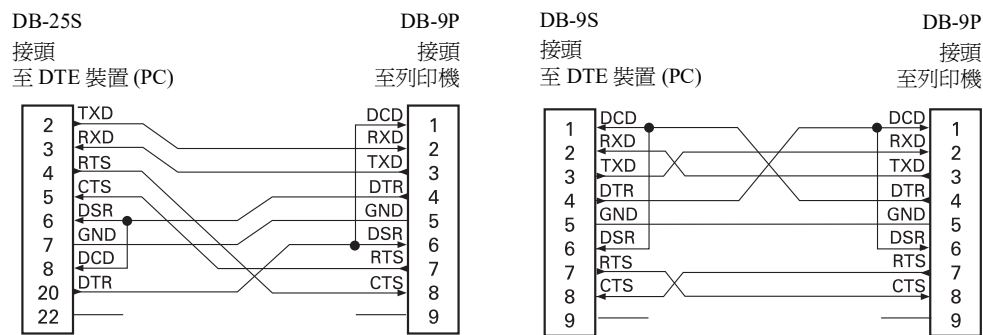 DB-25S
接頭
至 DTE 裝置 (PC)
DB-9P
接頭
至列印機
2 TXD
3 RXD
4 RTS
5 CTS
6 DSR
7 GND
8 DCD
20 DTR
22
DCD 1
RXD 2
TXD 3
DTR 4
GND 5
DSR 6
RTS 7
CTS 8
9
DB-9S
接頭
至 DTE 裝置 (PC)
DB-9P
接頭
至列印機
1 DCD
2 RXD
3 TXD
4 DTR
5 GND
6 DSR
7 RTS
8 CTS
9
DCD 1
RXD 2
TXD 3
DTR 4
GND 5
DSR 6
RTS 7
CTS 8
9